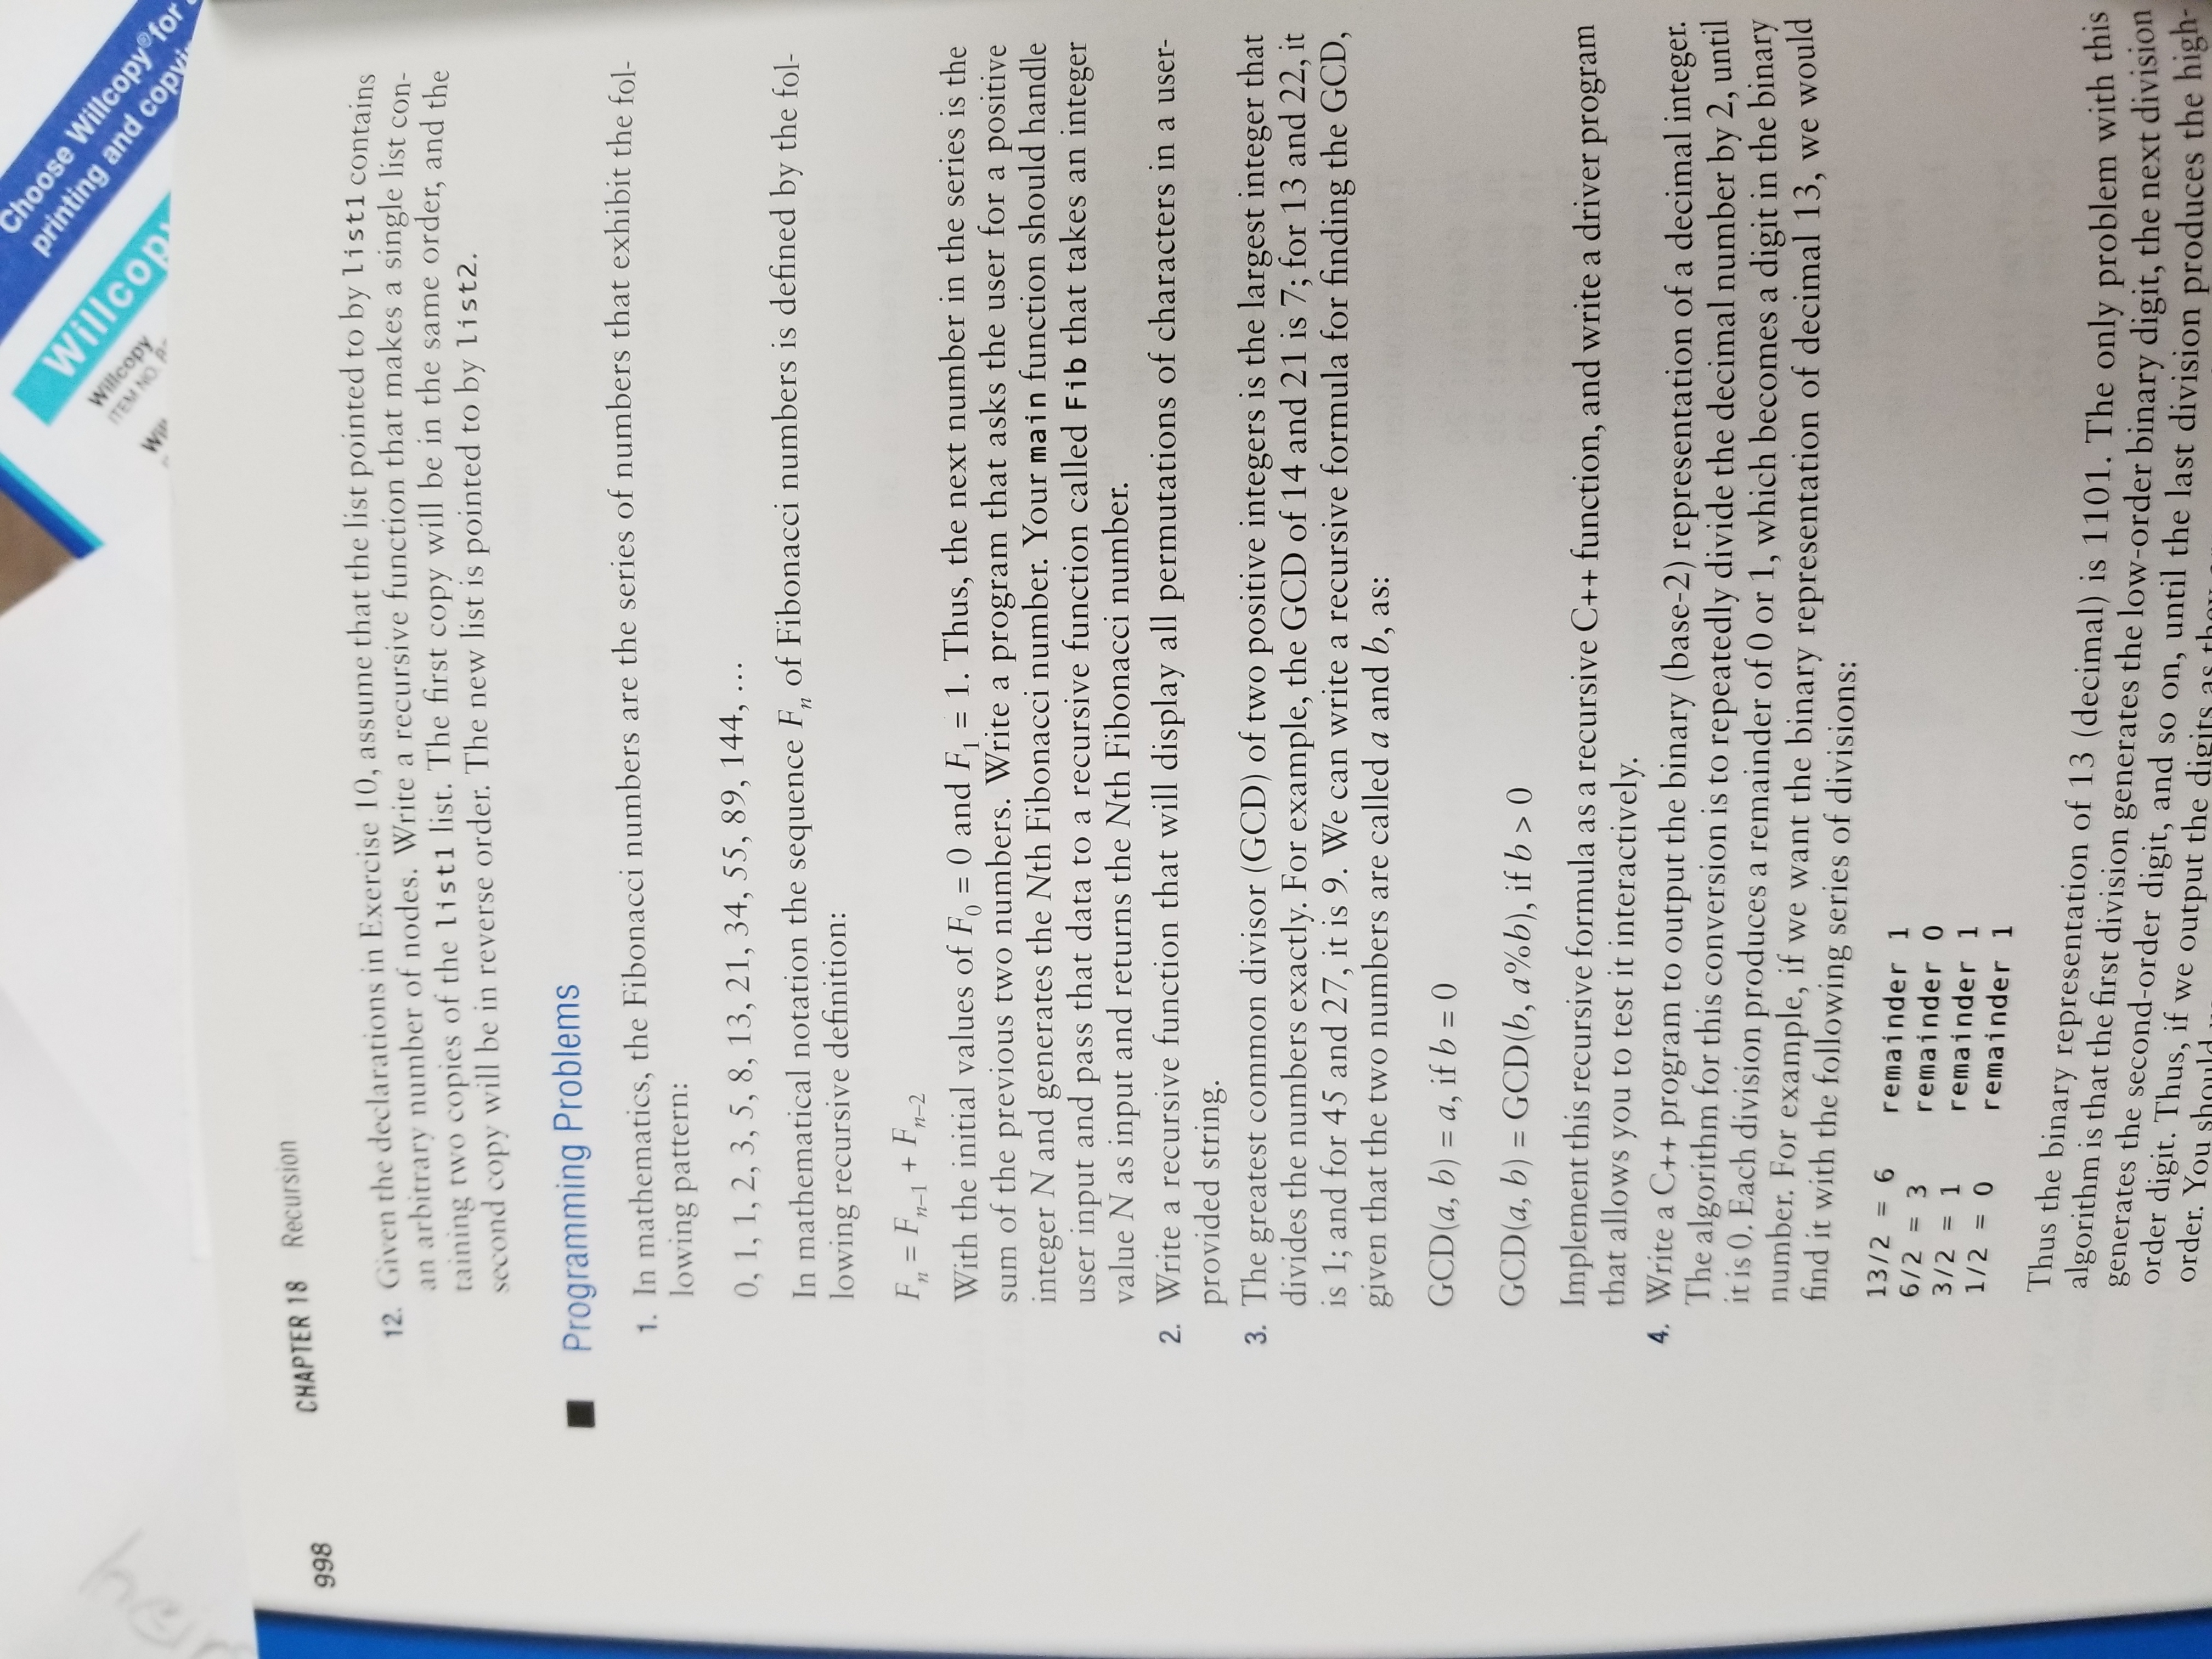 Choose Willcopy® for
printing and copyi
Willcopy
Willcopy
ITEM NO.
998
CHAPTER 18 Recursion
12. Given the declarations in Exercise 10, assume that the list pointed to by list1 contains
an arbitrary number of nodes. Write a recursive function that makes a single list con-
taining two copies of the list1 list. The first copy will be in the same order, and the
second copy will be in reverse order. The new list is pointed to by list2.
■ Programming Problems
1. In mathematics, the Fibonacci numbers are the series of numbers that exhibit the fol-
lowing pattern:
0, 1, 1, 2, 3, 5, 8, 13, 21, 34, 55, 89, 144, ...
In mathematical notation the sequence Fₙ of Fibonacci numbers is defined by the fol-
lowing recursive definition:
Fₙ = Fₙ₋₁ + Fₙ₋₂
With the initial values of F₀ = 0 and F₁ = 1. Thus, the next number in the series is the
sum of the previous two numbers. Write a program that asks the user for a positive
integer N and generates the Nth Fibonacci number. Your main function should handle
user input and pass that data to a recursive function called Fib that takes an integer
value N as input and returns the Nth Fibonacci number.
2. Write a recursive function that will display all permutations of characters in a user-
provided string.
3. The greatest common divisor (GCD) of two positive integers is the largest integer that
divides the numbers exactly. For example, the GCD of 14 and 21 is 7; for 13 and 22, it
is 1; and for 45 and 27, it is 9. We can write a recursive formula for finding the GCD,
given that the two numbers are called a and b, as:
GCD(a, b) = a, if b = 0
GCD(a, b) = GCD(b, a%b), if b > 0
Implement this recursive formula as a recursive C++ function, and write a driver program
that allows you to test it interactively.
4. Write a C++ program to output the binary (base-2) representation of a decimal integer.
The algorithm for this conversion is to repeatedly divide the decimal number by 2, until
it is 0. Each division produces a remainder of 0 or 1, which becomes a digit in the binary
number. For example, if we want the binary representation of decimal 13, we would
find it with the following series of divisions:
13/2 = 6 remainder 1
6/2 = 3 remainder 0
3/2 = 1 remainder 1
1/2 = 0 remainder 1
Thus the binary representation of 13 (decimal) is 1101. The only problem with this
algorithm is that the first division generates the low-order binary digit, the next division
generates the second-order digit, and so on, until the last division produces the high-
order digit. Thus, if we output the digits as they
order. You should